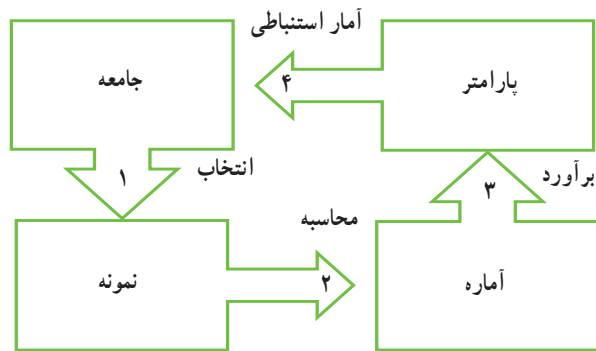 آمار استنباطی
پارامتر
۴
جامعه
برآورد
۳
انتخاب
۱
محاسبه
آماره
۲
نمونه